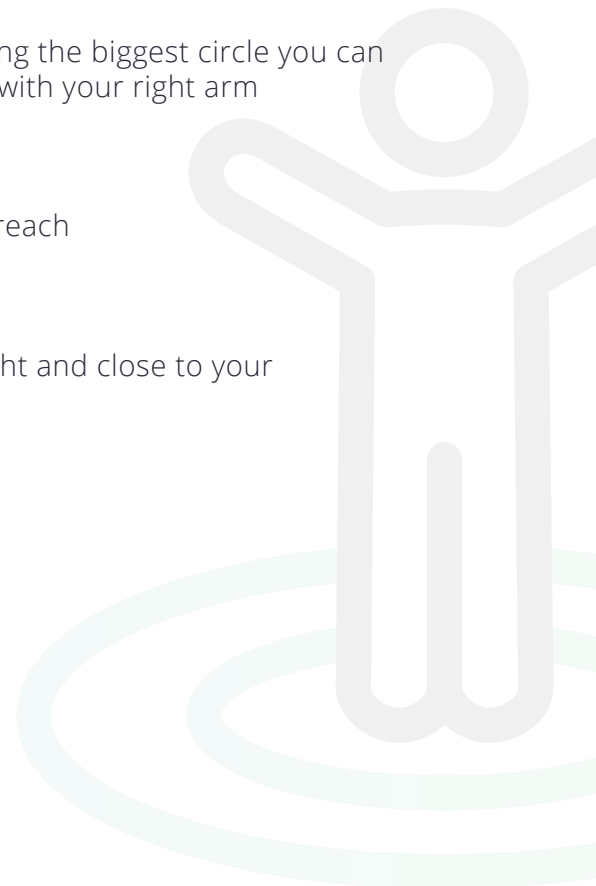 ng the biggest circle you can
with your right arm
reach
ht and close to your